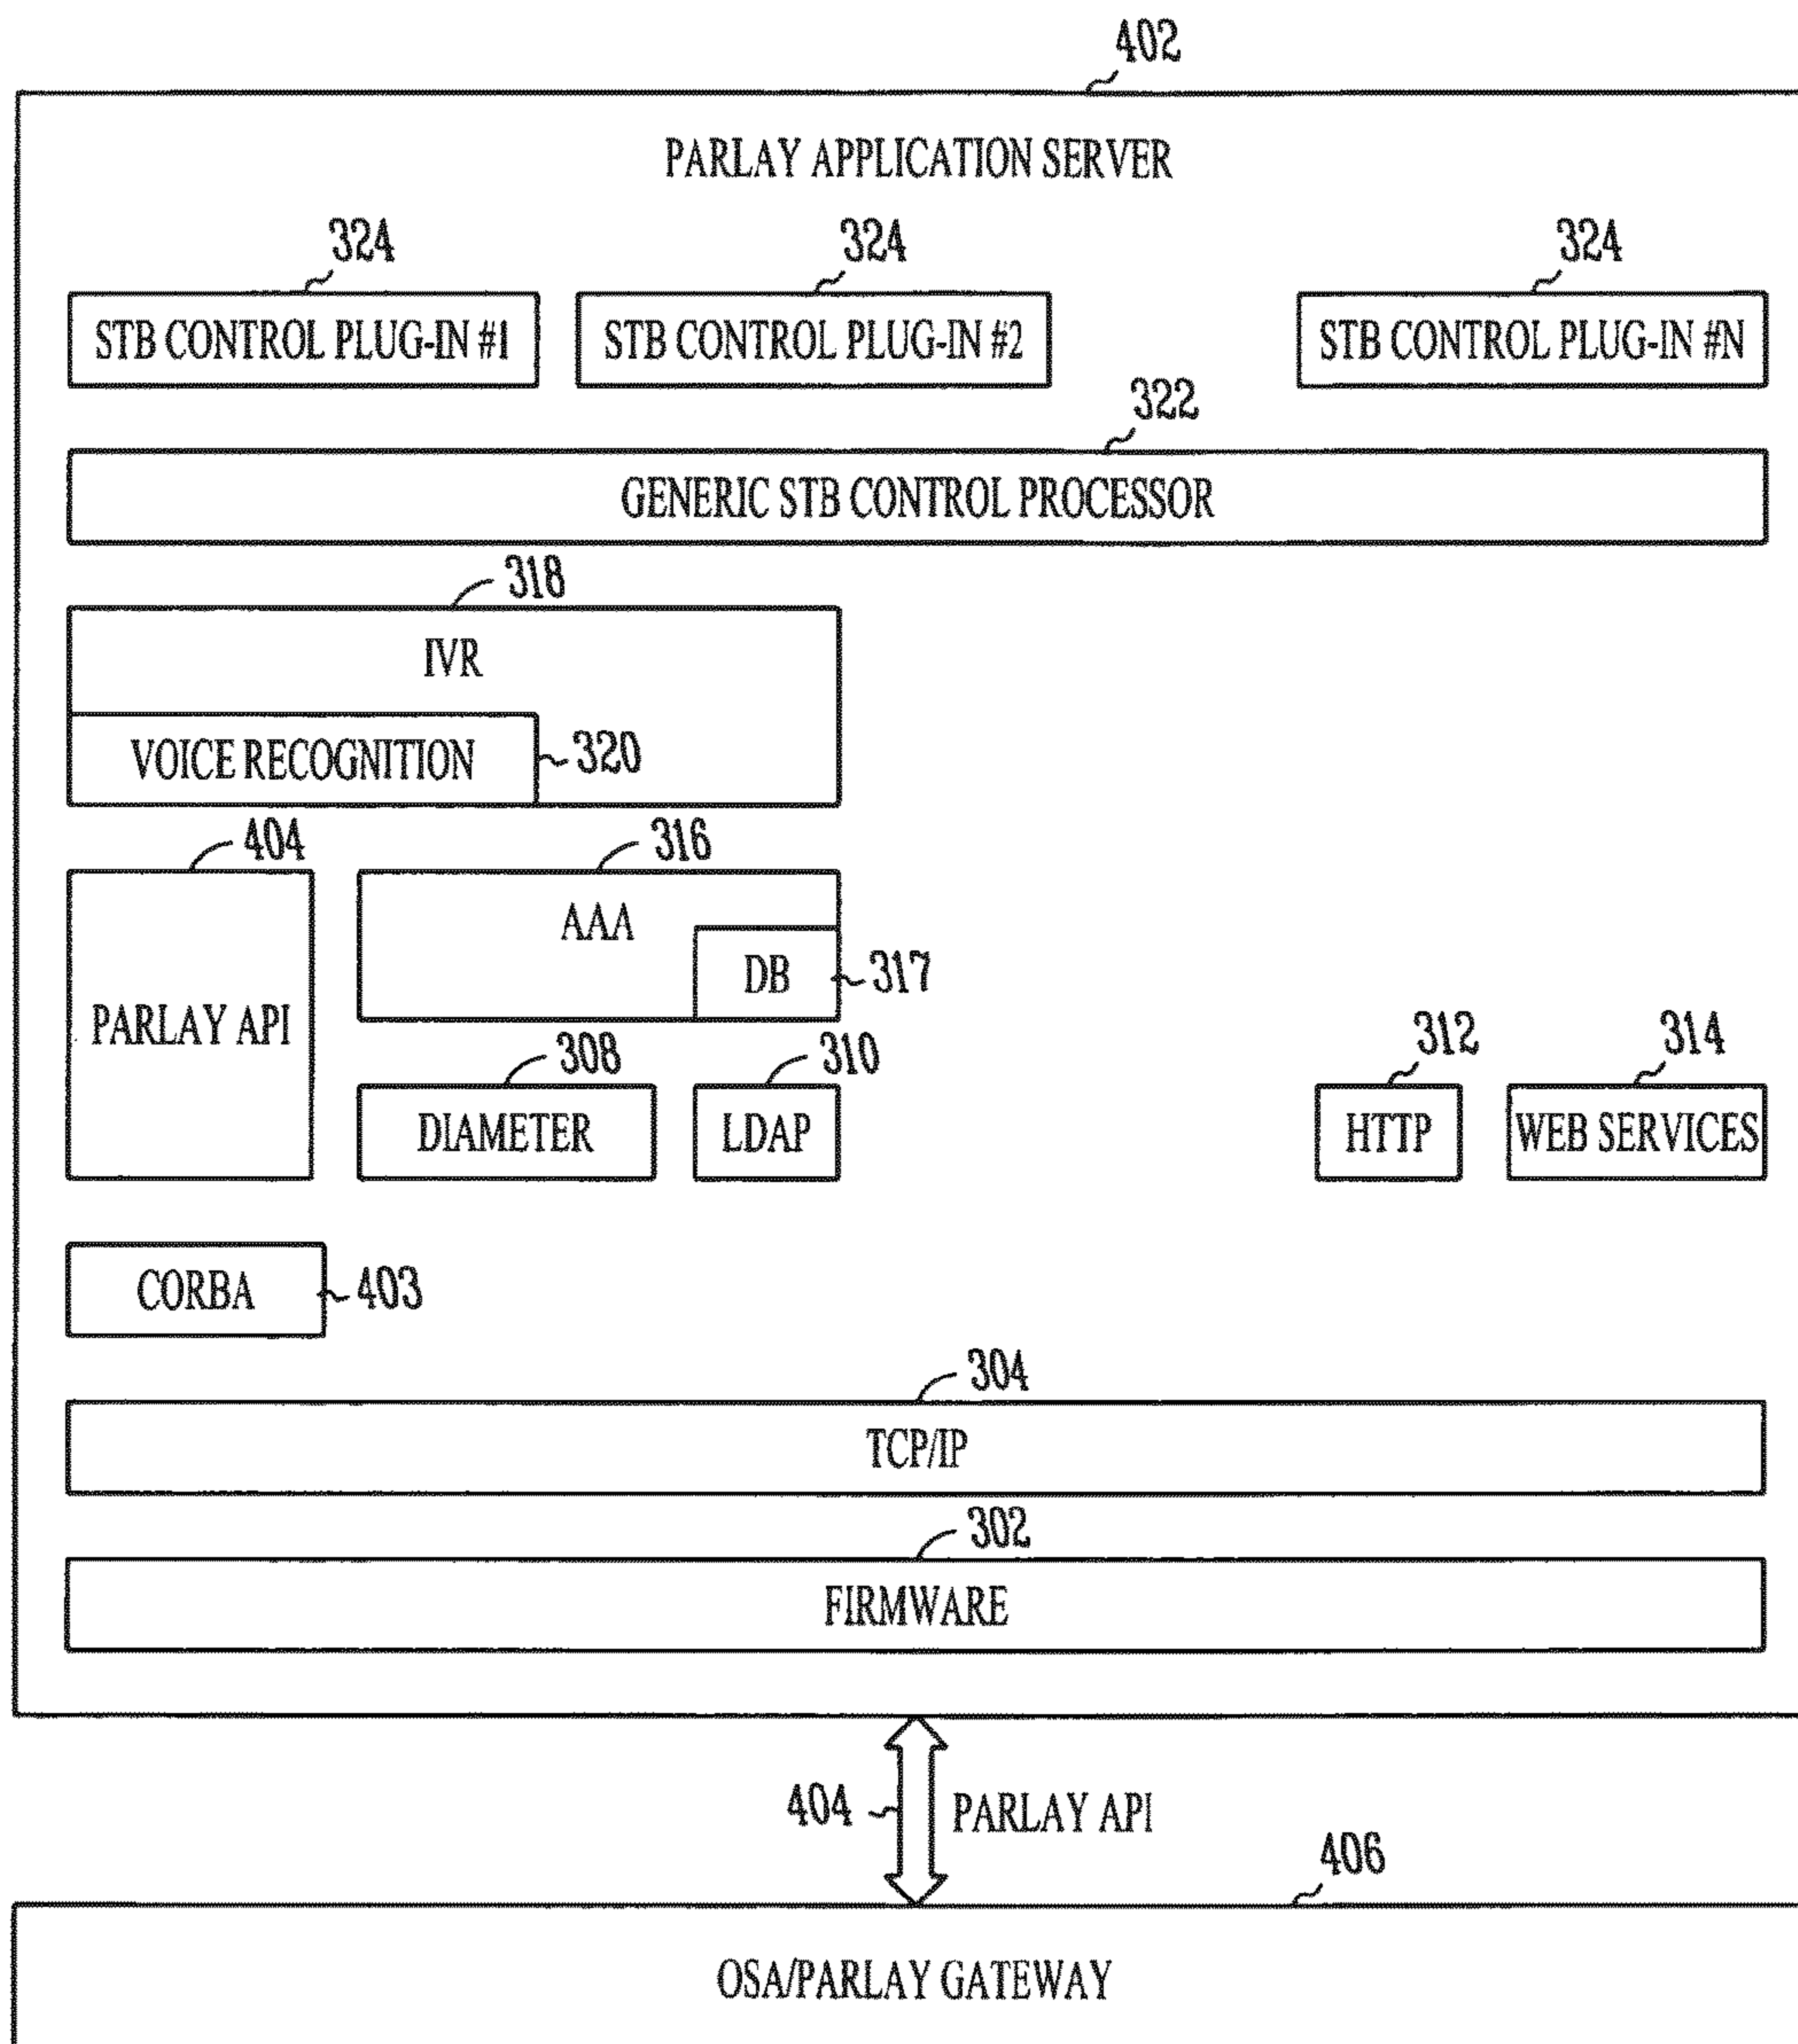 402
PARLAY APPLICATION SERVER
324 324 324
STB CONTROL PLUG-IN #1 STB CONTROL PLUG-IN #2 STB CONTROL PLUG-IN #N
322
GENERIC STB CONTROL PROCESSOR
318
IVR
VOICE RECOGNITION 320
404 316
AAA
DB 317
PARLAY API
308 310 312 314
DIAMETER LDAP HTTP WEB SERVICES
CORBA 403
304
TCP/IP
302
FIRMWARE
404 PARLAY API
406
OSA/PARLAY GATEWAY